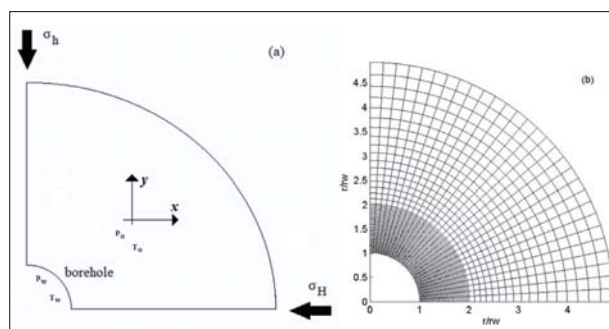 σh
(a)
y
x
Po
To
borehole
Pw
Tw
σH
(b)
4.5
4
3.5
3
2.5
2
1.5
1
0.5
0
r/rw
0 1 2 3 4
r/rw